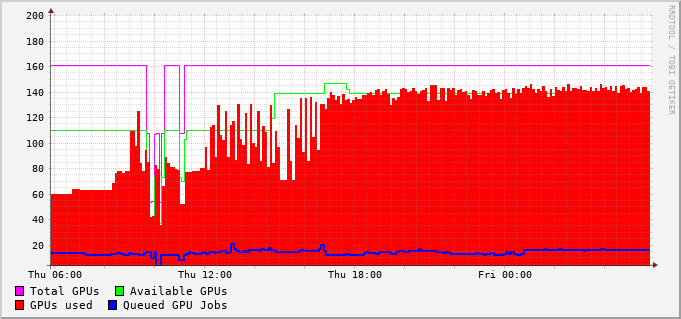 200
180
160
140
120
100
80
60
40
20
Thu 06:00 Thu 12:00 Thu 18:00 Fri 00:00
Total GPUs Available GPUs
GPUs used Queued GPU Jobs
RRDTOOL / TOBI OETIKER